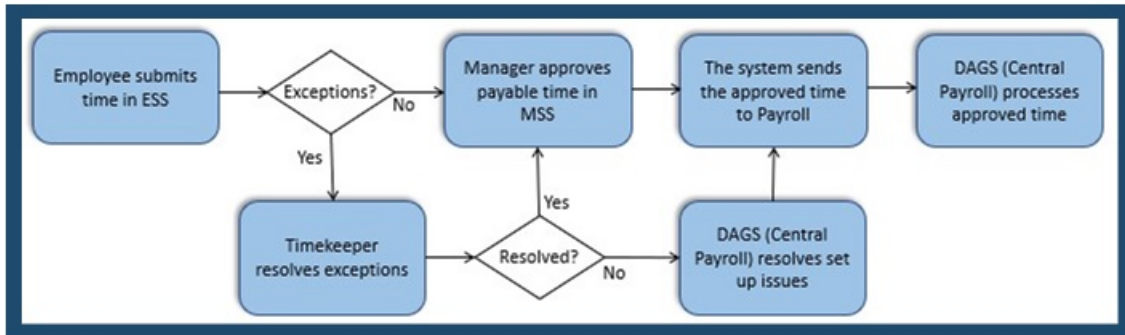 Employee submits
time in ESS
Exceptions?
No
Yes
Manager approves
payable time in
MSS
The system sends
the approved time
to Payroll
DAGS (Central
Payroll) processes
approved time
Timekeeper
resolves exceptions
Resolved?
Yes
No
DAGS (Central
Payroll) resolves set
up issues